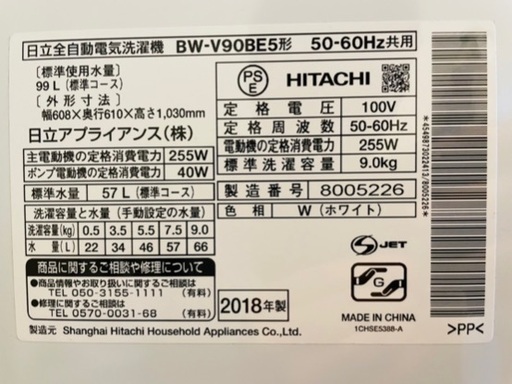 日立全自動電気洗濯機 BW-V90BE5形 50-60Hz共用
[標準使用水量]
99 L (標準コース)
[外形寸法]
幅608×奥行610×高さ1,030mm
日立アプライアンス(株)
主電動機の定格消費電力 255W
ポンプ電動機の定格消費電力 40W
標準水量 57 L (標準コース)
洗濯容量と水量 (手動設定の水量)
洗濯容量(kg) 0.5 3.5 5.5 7.5 9.0
水 量(L) 22 34 46 57 66
商品に関するご相談や修理について
●商品情報やお取り扱いに関するご相談など
TEL 050-3155-1111 (有料)
●修理に関するご相談など
TEL 0570-0031-68 (有料)
製造元 Shanghai Hitachi Household Appliances Co., Ltd.
PS
E
HITACHI
定格電圧 100V
定格周波数 50-60Hz
電動機の定格消費電力 255W
標準洗濯容量 9.0kg
製造番号 8005226
色相 W (ホワイト)
2018年製
S JET
G
MADE IN CHINA
1CHSE5388-A
*4549873022413/8005226*
>PP<